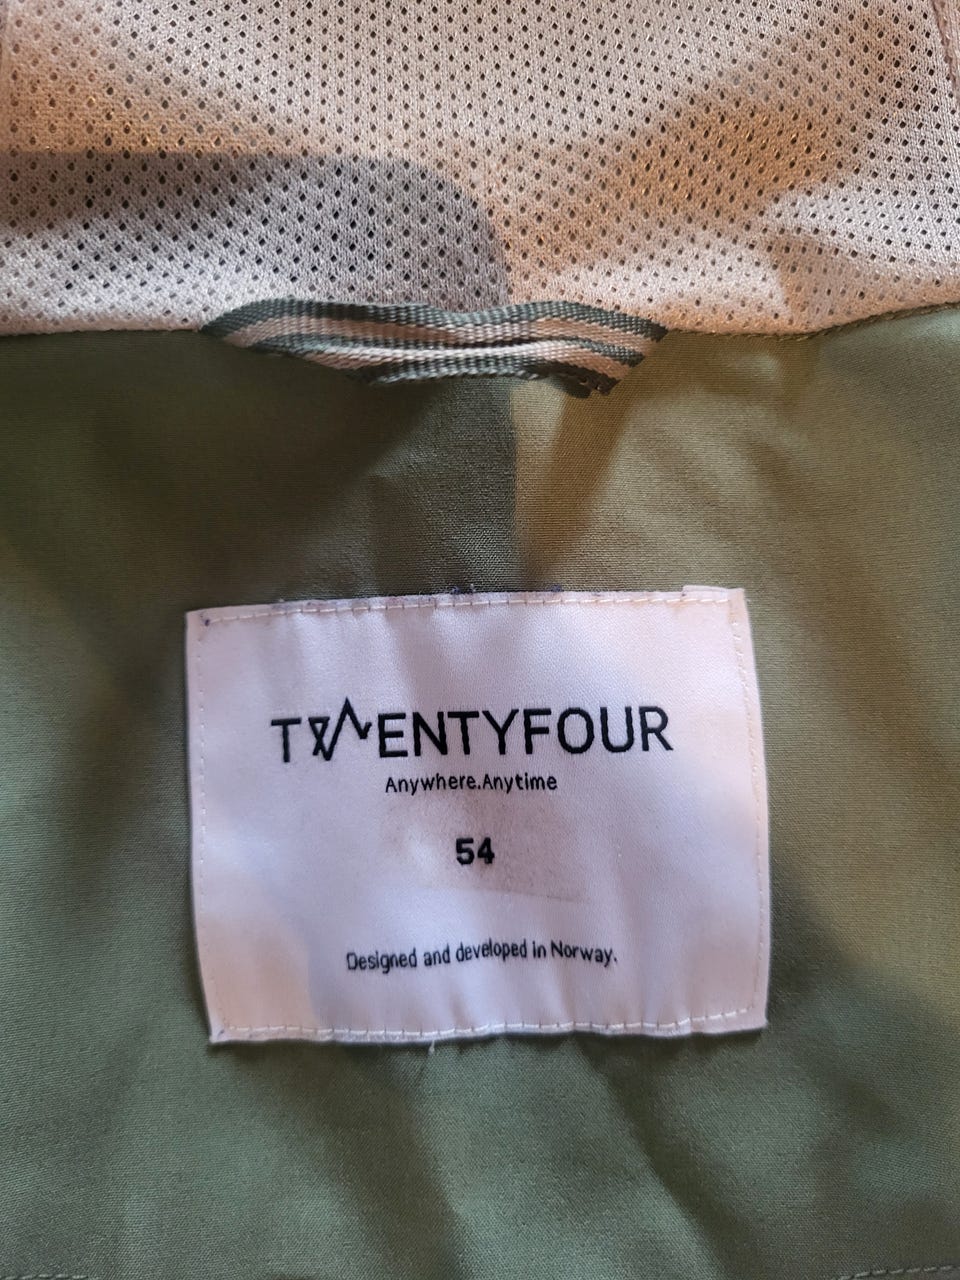 TWENTYFOUR
Anywhere.Anytime
54
Designed and developed in Norway.